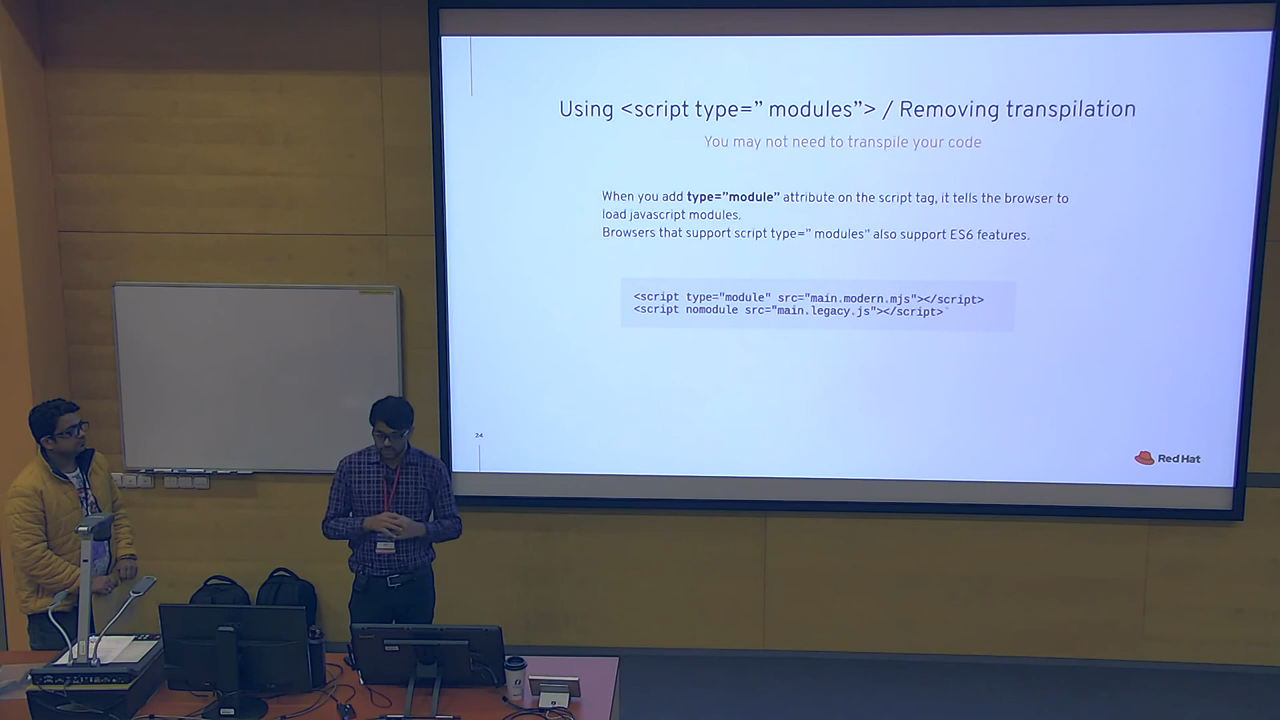 Using <script type=” modules”> / Removing transpilation
You may not need to transpile your code
When you add type=”module” attribute on the script tag, it tells the browser to
load javascript modules.
Browsers that support script type=” modules” also support ES6 features.
<script type="module" src="main.modern.mjs"></script>
<script nomodule src="main.legacy.js"></script>
24
Red Hat